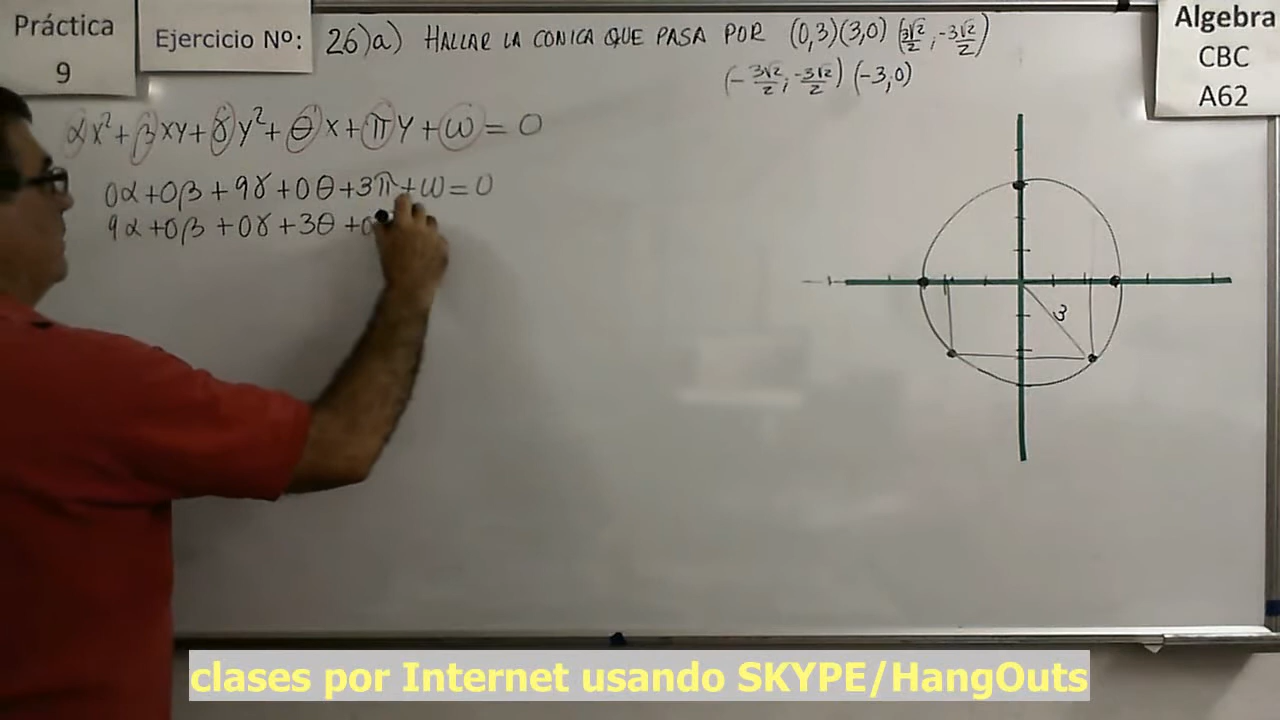 Práctica
9
Ejercicio Nº:
26)a) HALLAR LA CONICA QUE PASA POR (0,3)(3,0)(3√2/2;-3√2/2)
(-3√2/2;-3√2/2)(-3,0)
Algebra
CBC
A62
αx²+βxy+γy²+θx+πy+ω=0
0α+0β+9γ+0θ+3π+ω=0
9α+0β+0γ+3θ+0
3
clases por Internet usando SKYPE/HangOuts